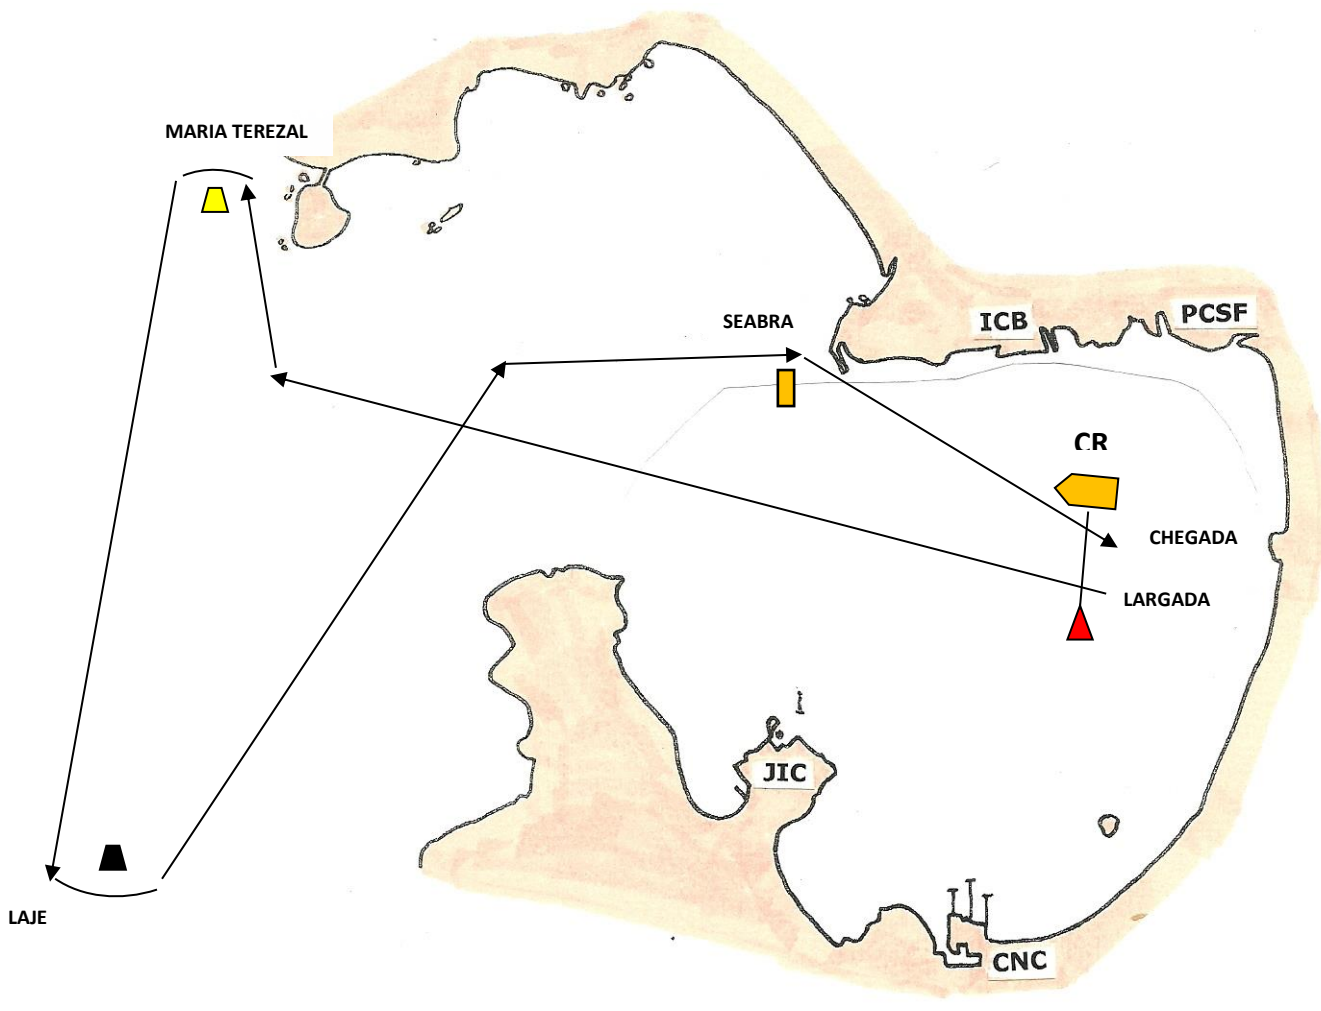 MARIA TEREZAL
SEABRA
ICB
PCSF
CR
CHEGADA
LARGADA
JIC
LAJE
CNC